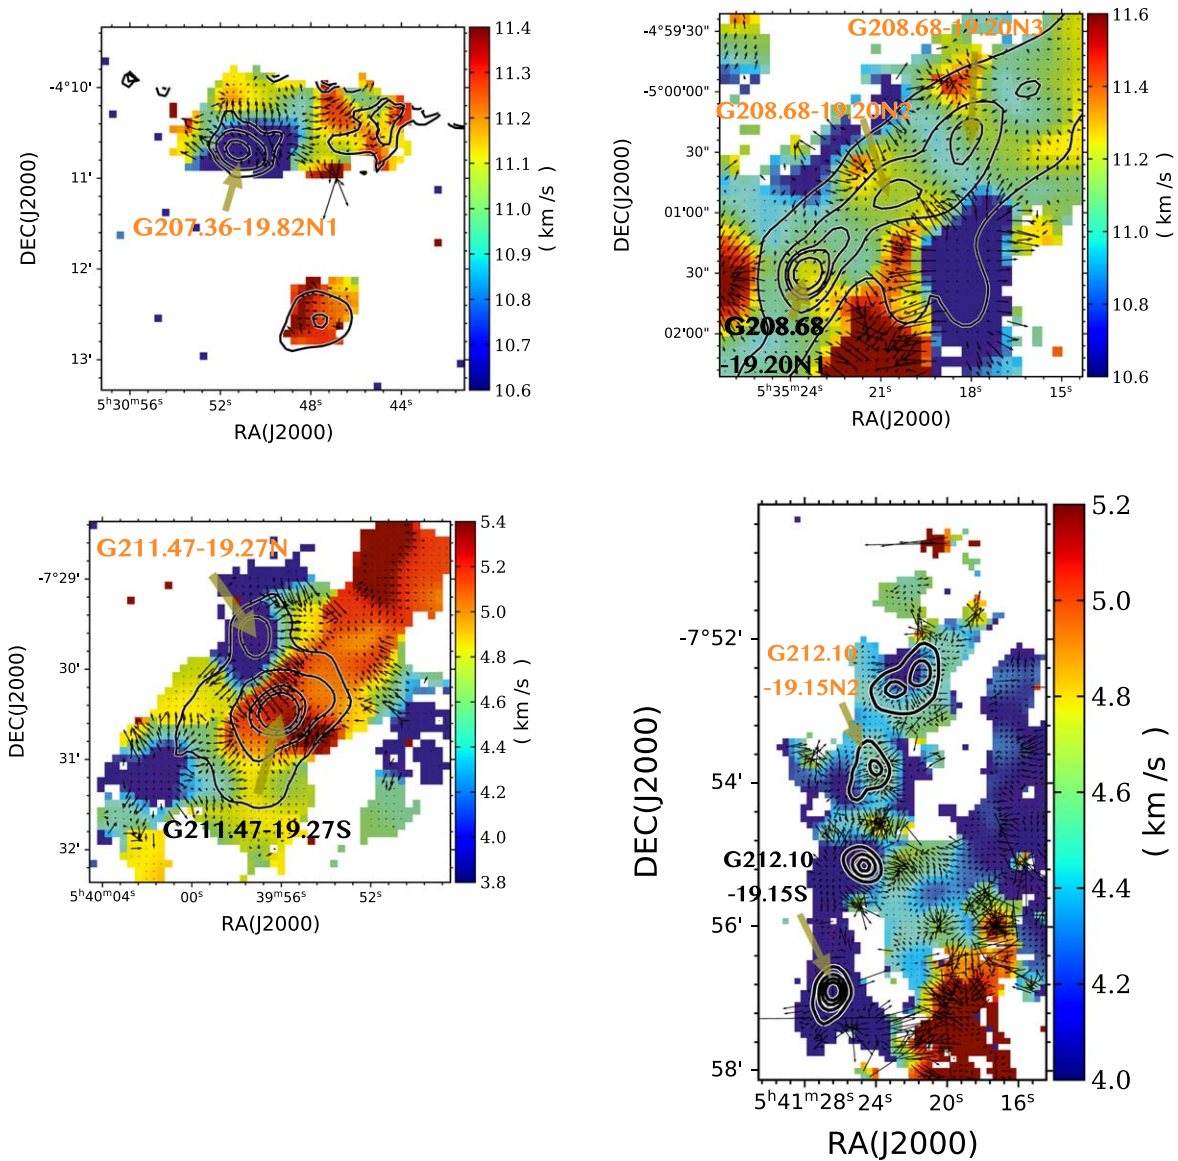 11.4
11.3
11.2
11.1
11.0
10.9
10.8
10.7
10.6
( km /s )
-4°10'
11'
12'
13'
DEC(J2000)
G207.36-19.82N1
5ʰ30ᵐ56ˢ
52ˢ
48ˢ
44ˢ
RA(J2000)
G208.68-19.20N3
G208.68-19.20N2
G208.68
-19.20N1
-4°59'30"
-5°00'00"
30"
01'00"
30"
02'00"
DEC(J2000)
11.6
11.4
11.2
11.0
10.8
10.6
( km /s )
5ʰ35ᵐ24ˢ
21ˢ
18ˢ
15ˢ
RA(J2000)
G211.47-19.27N
G211.47-19.27S
-7°29'
30'
31'
32'
DEC(J2000)
5.4
5.2
5.0
4.8
4.6
4.4
4.2
4.0
3.8
( km /s )
5ʰ40ᵐ04ˢ
00ˢ
39ᵐ56ˢ
52ˢ
RA(J2000)
G212.10
-19.15N2
G212.10
-19.15S
-7°52'
54'
56'
58'
DEC(J2000)
5.2
5.0
4.8
4.6
4.4
4.2
4.0
( km /s )
5ʰ41ᵐ28ˢ
24ˢ
20ˢ
16ˢ
RA(J2000)